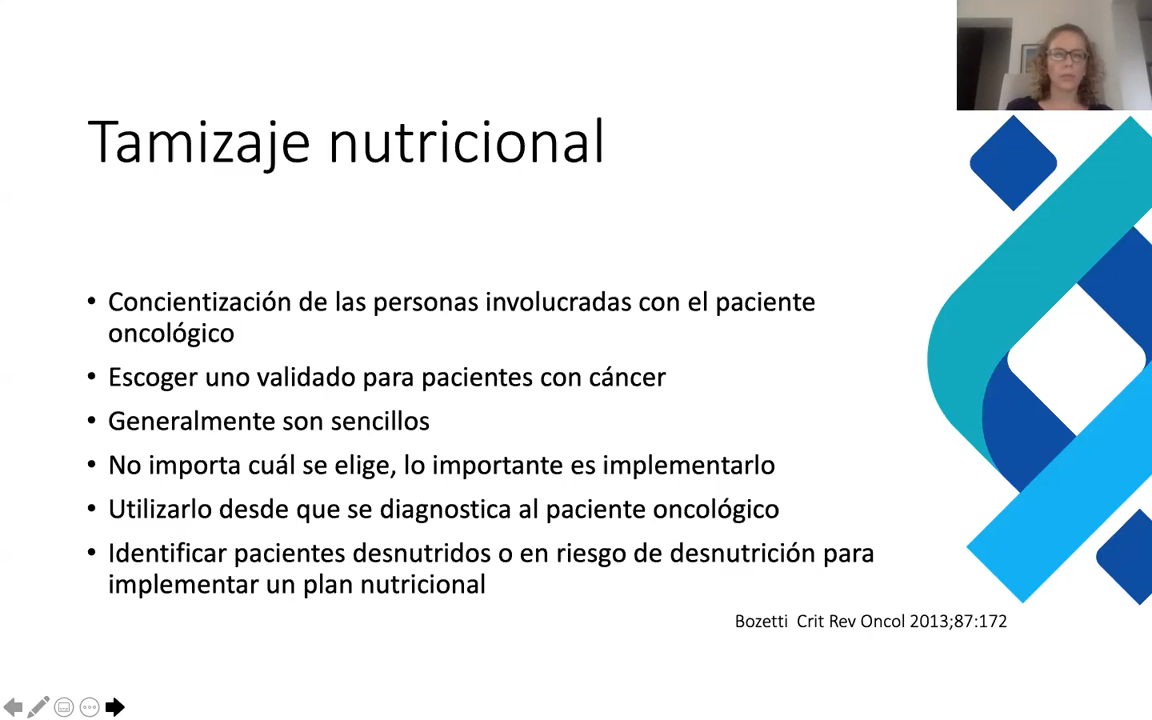 Tamizaje nutricional
• Concientización de las personas involucradas con el paciente
oncológico
• Escoger uno validado para pacientes con cáncer
• Generalmente son sencillos
• No importa cuál se elige, lo importante es implementarlo
• Utilizarlo desde que se diagnostica al paciente oncológico
• Identificar pacientes desnutridos o en riesgo de desnutrición para
implementar un plan nutricional
Bozetti Crit Rev Oncol 2013;87:172